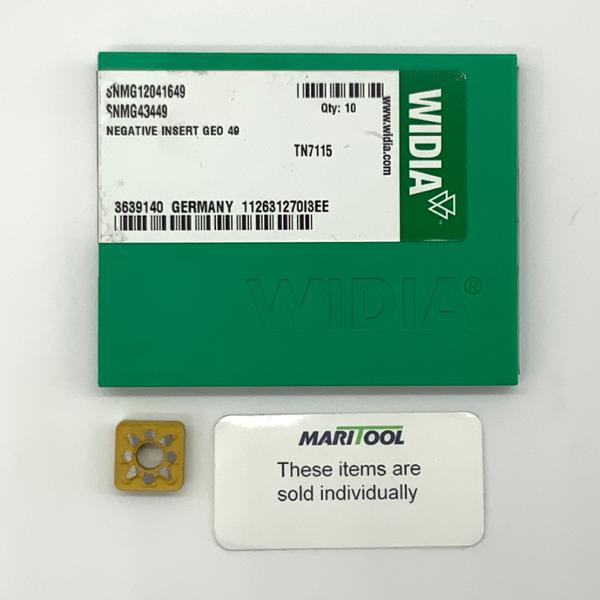 SNMG12041649
SNMG43449
NEGATIVE INSERT GEO 49
Qty: 10
TN7115
3639140 GERMANY 112631270I3EE
www.widia.com
WIDIA
WIDIA®
MARITOOL
These items are
sold individually